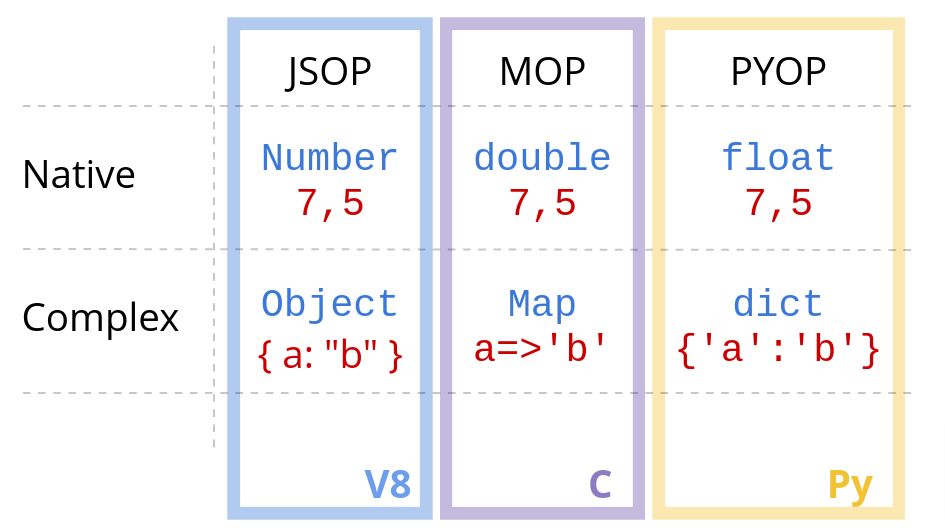 JSOP MOP PYOP
Native
Number double float
7,5 7,5 7,5
Complex
Object Map dict
{ a: "b" } a=>'b' {'a':'b'}
V8 C Py